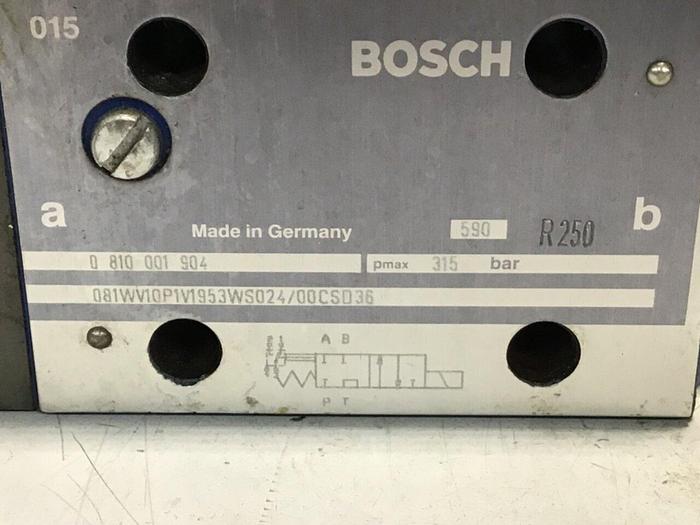 015
BOSCH
a
Made in Germany
590
R250
b
0 810 001 904
pmax 315 bar
081WV10P1V1953WS024/00CSD36
A B
P T